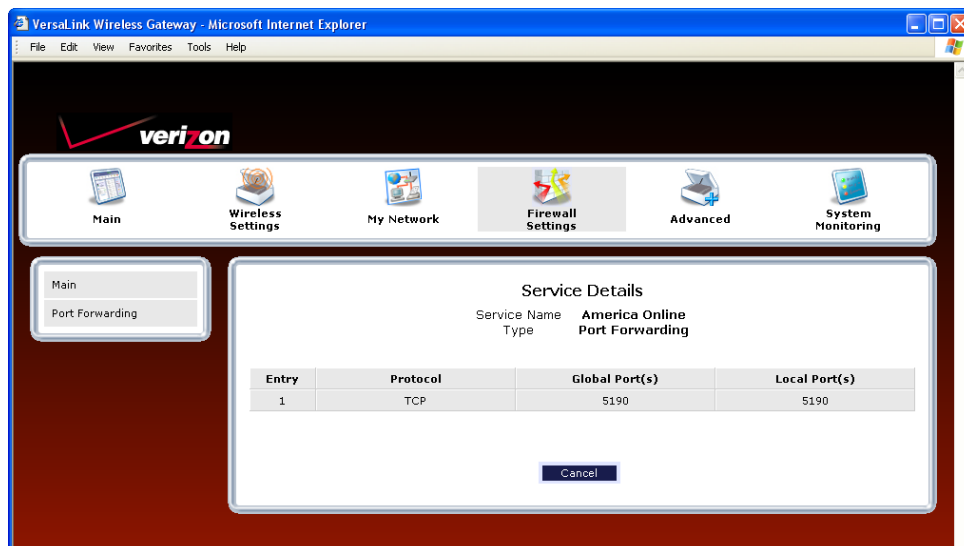 VersaLink Wireless Gateway - Microsoft Internet Explorer
File Edit View Favorites Tools Help
verizon
Main
Wireless Settings
My Network
Firewall Settings
Advanced
System Monitoring
Main
Port Forwarding
Service Details
Service Name America Online
Type Port Forwarding
Entry Protocol Global Port(s) Local Port(s)
1 TCP 5190 5190
Cancel